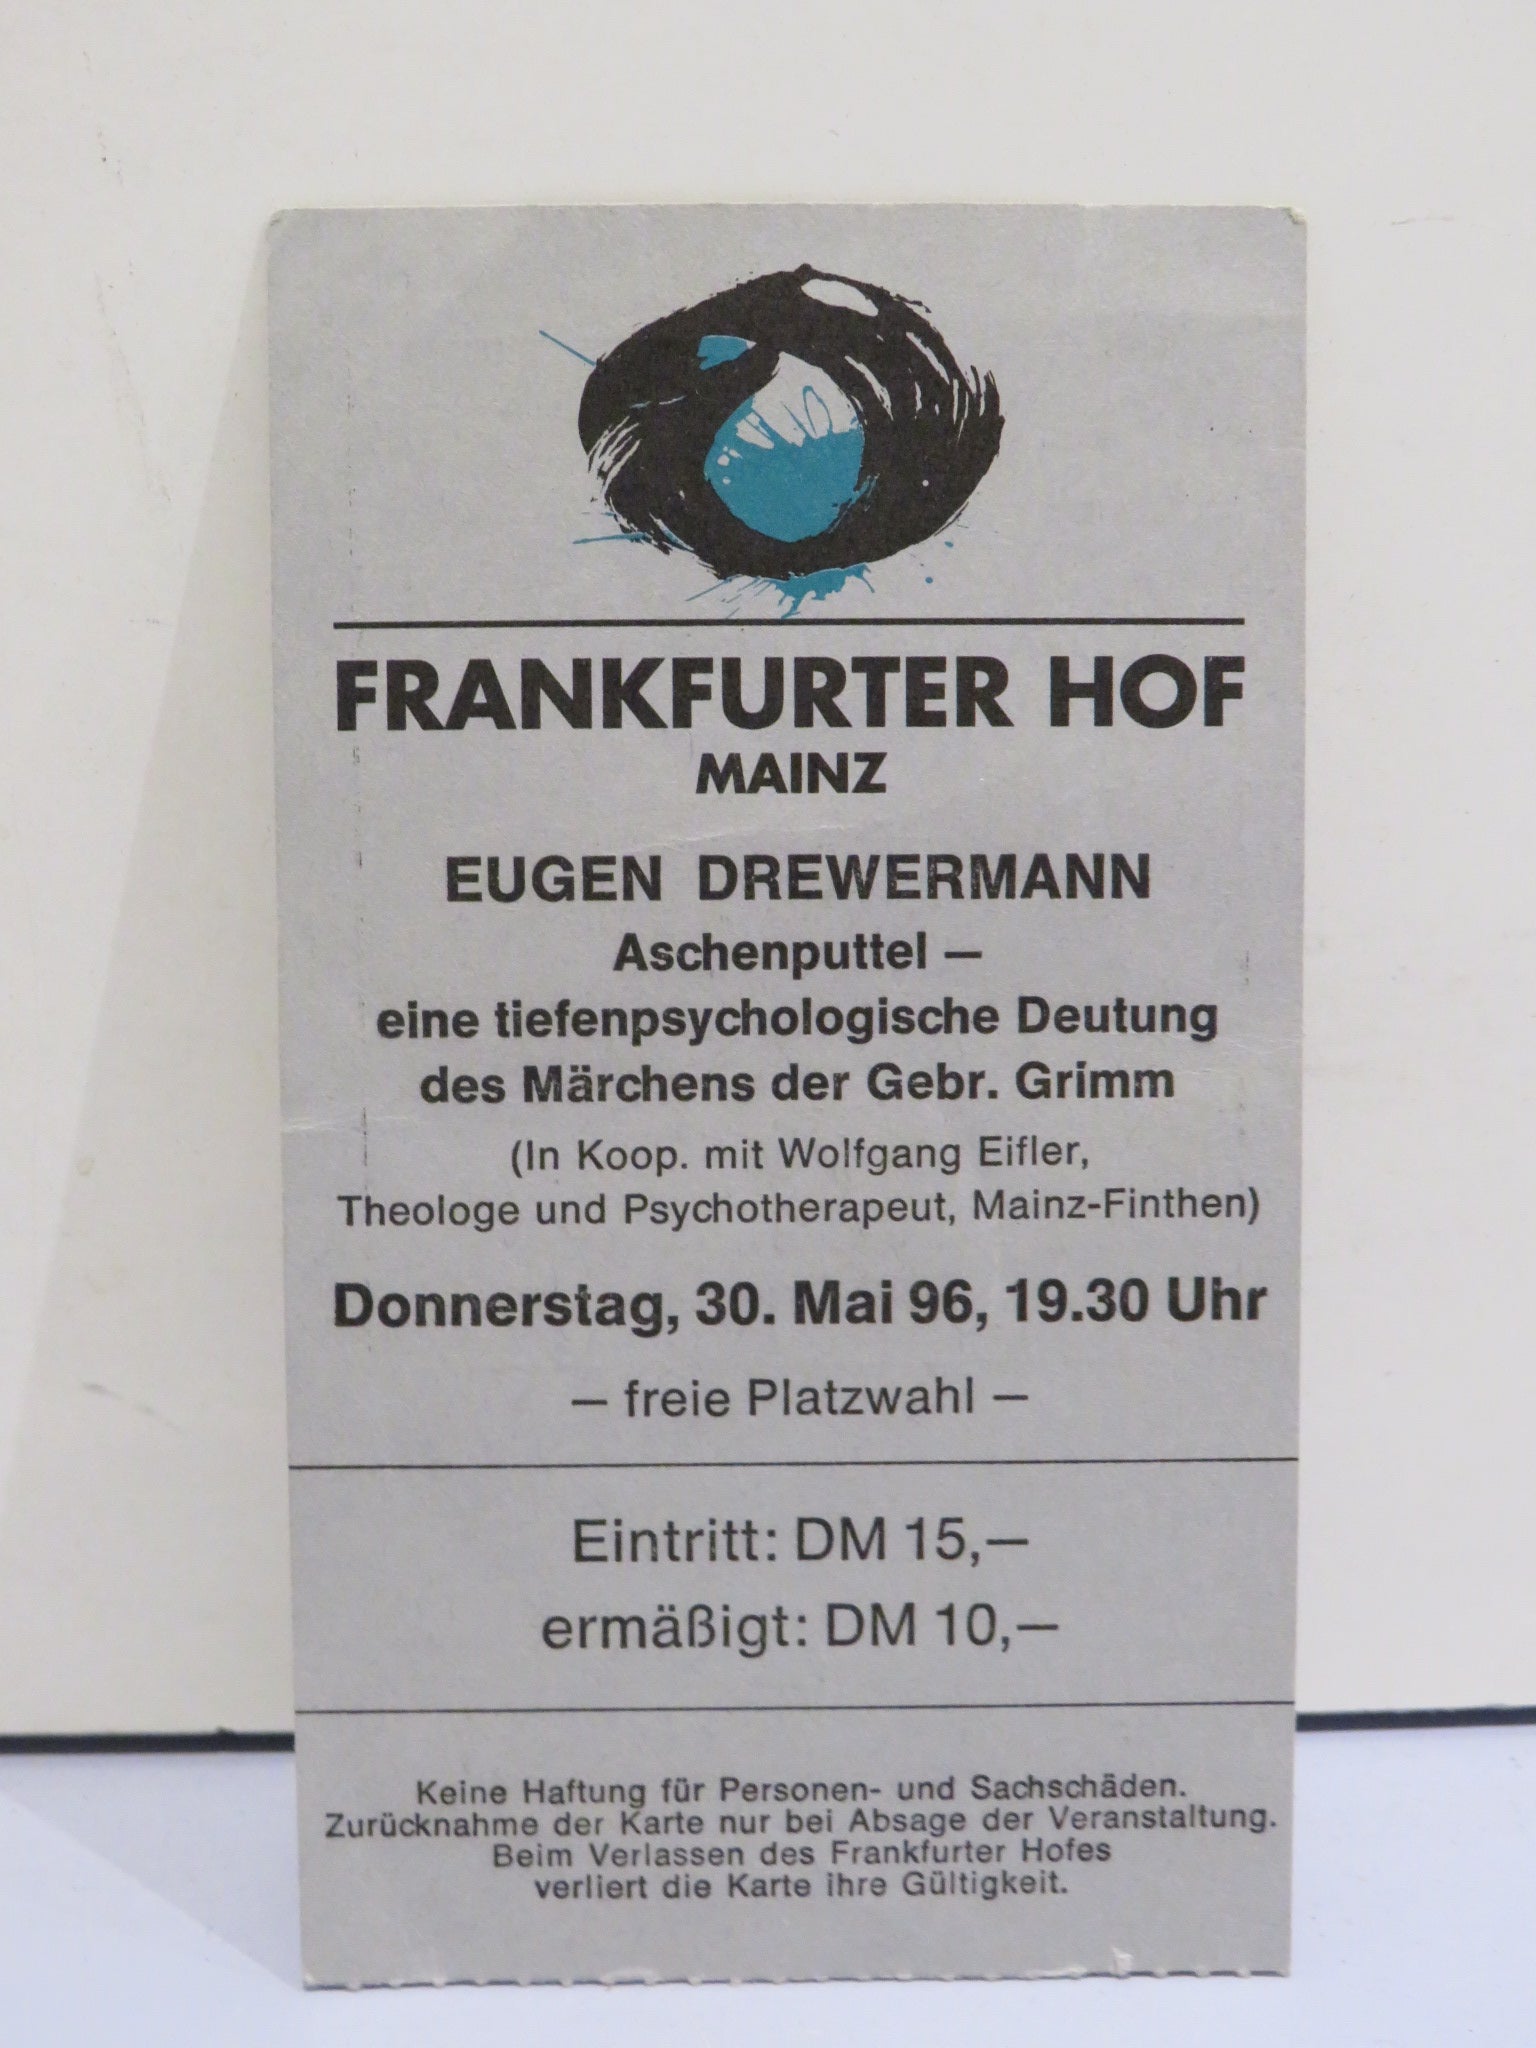 FRANKFURTER HOF
MAINZ
EUGEN DREWERMANN
Aschenputtel —
eine tiefenpsychologische Deutung
des Märchens der Gebr. Grimm
(In Koop. mit Wolfgang Eifler,
Theologe und Psychotherapeut, Mainz-Finthen)
Donnerstag, 30. Mai 96, 19.30 Uhr
— freie Platzwahl —
Eintritt: DM 15,—
ermäßigt: DM 10,—
Keine Haftung für Personen- und Sachschäden.
Zurücknahme der Karte nur bei Absage der Veranstaltung.
Beim Verlassen des Frankfurter Hofes
verliert die Karte ihre Gültigkeit.